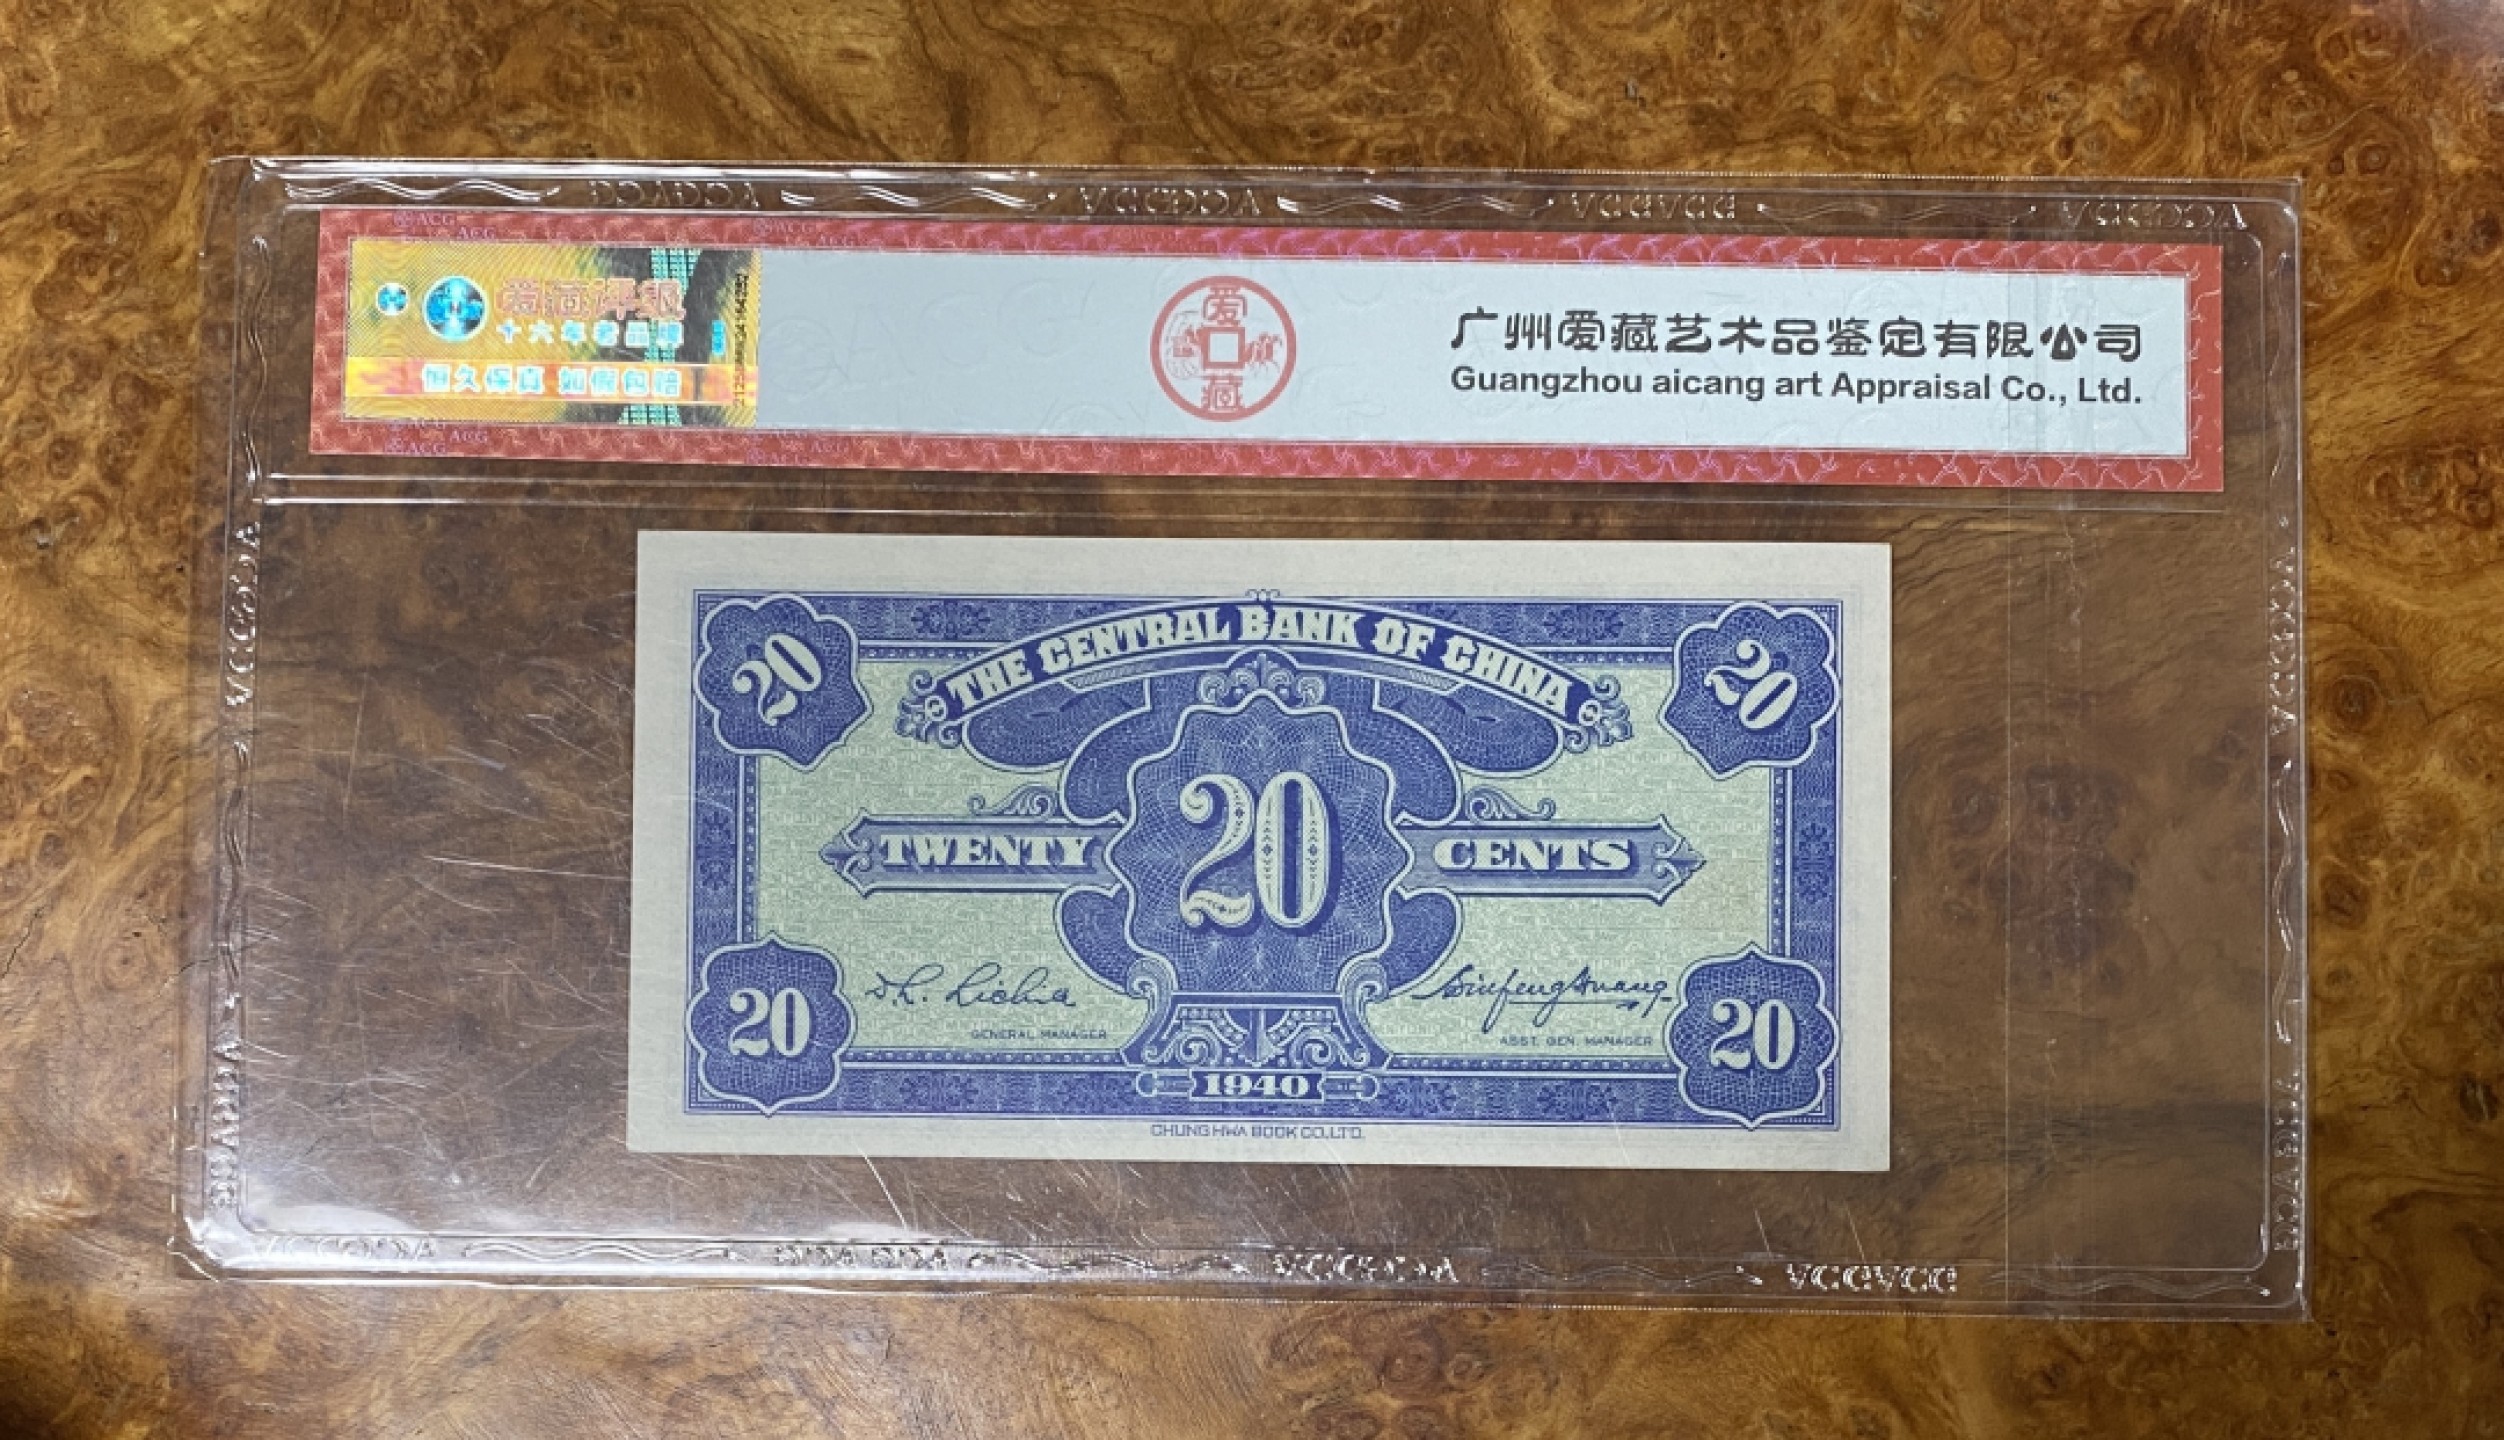 爱藏评级
十六年老品牌
恒久保真 如假包赔
爱
藏
广州爱藏艺术品鉴定有限公司
Guangzhou aicang art Appraisal Co., Ltd.
THE CENTRAL BANK OF CHINA
20
20
TWENTY
20
CENTS
GENERAL MANAGER
ASST. GEN. MANAGER
20
20
1940
CHUNG HWA BOOK CO., LTD.